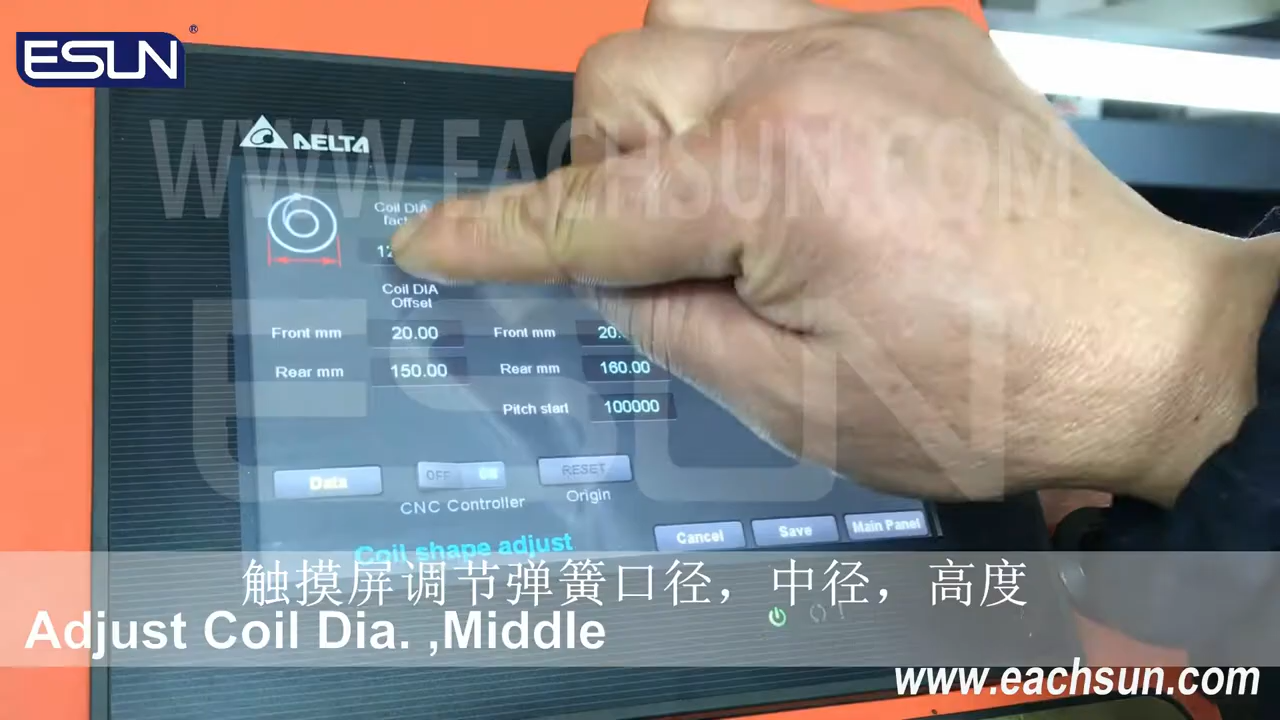 ESUN®
WWW.EACHSUN.COM
DELTA
Coil DIA
Coil DIA
Offset
Front mm 20.00 Front mm
Rear mm 150.00 Rear mm 160.00
Pitch start 100000
ESUN
Data OFF ON RESET
CNC Controller Origin
Cancel Save Main Panel
Coil shape adjust
触摸屏调节弹簧口径，中径，高度
Adjust Coil Dia. ,Middle
www.eachsun.com